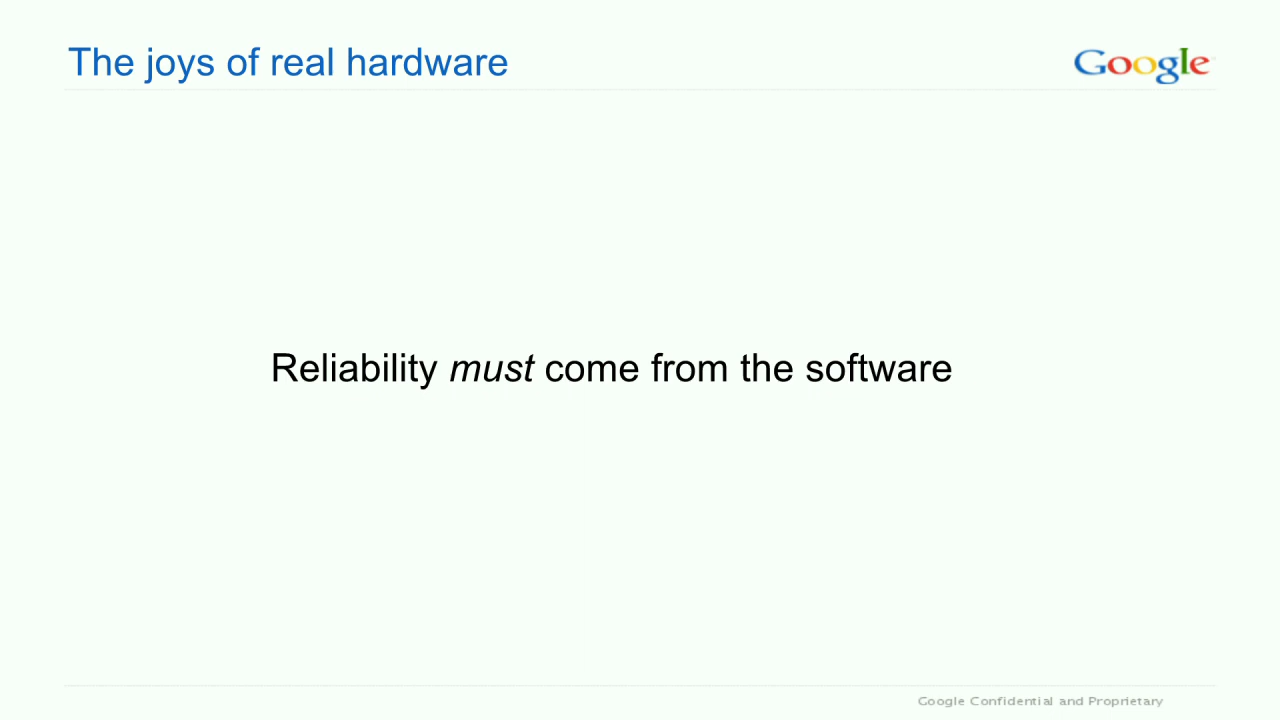 The joys of real hardware
Google
Reliability must come from the software
Google Confidential and Proprietary